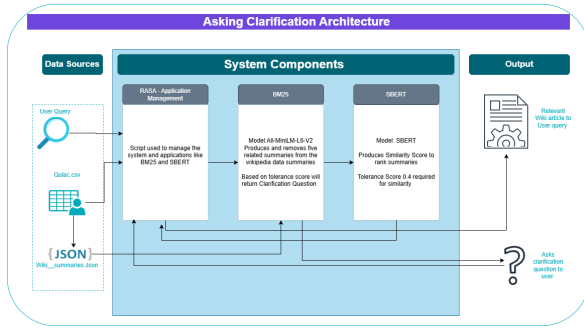 Asking Clarification Architecture
Data Sources
System Components
Output
User Query
Qulac.csv
{JSON}
Wiki__summaries.Json
RASA - Application
Management
Script used to manage the
system and applications like
BM25 and SBERT
BM25
Model:All-MiniLM-L6-V2
Produces and removes five
related summaries from the
wikipedia data summaries
Based on tolerance score will
return Clarification Question
SBERT
Model: SBERT
Produces Similarity Score to
rank summaries
Tolerance Score 0.4 required
for similarity
Relevant
Wiki article to
User query
?
Asks
clarification
question to
user